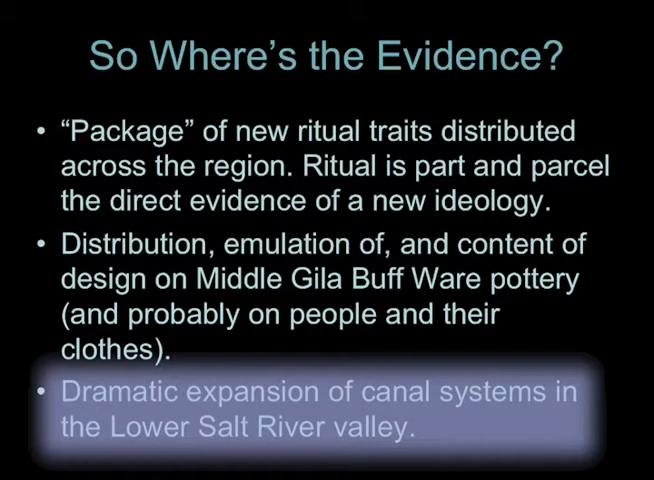 So Where’s the Evidence?
• “Package” of new ritual traits distributed
across the region. Ritual is part and parcel
the direct evidence of a new ideology.
• Distribution, emulation of, and content of
design on Middle Gila Buff Ware pottery
(and probably on people and their
clothes).
• Dramatic expansion of canal systems in
the Lower Salt River valley.